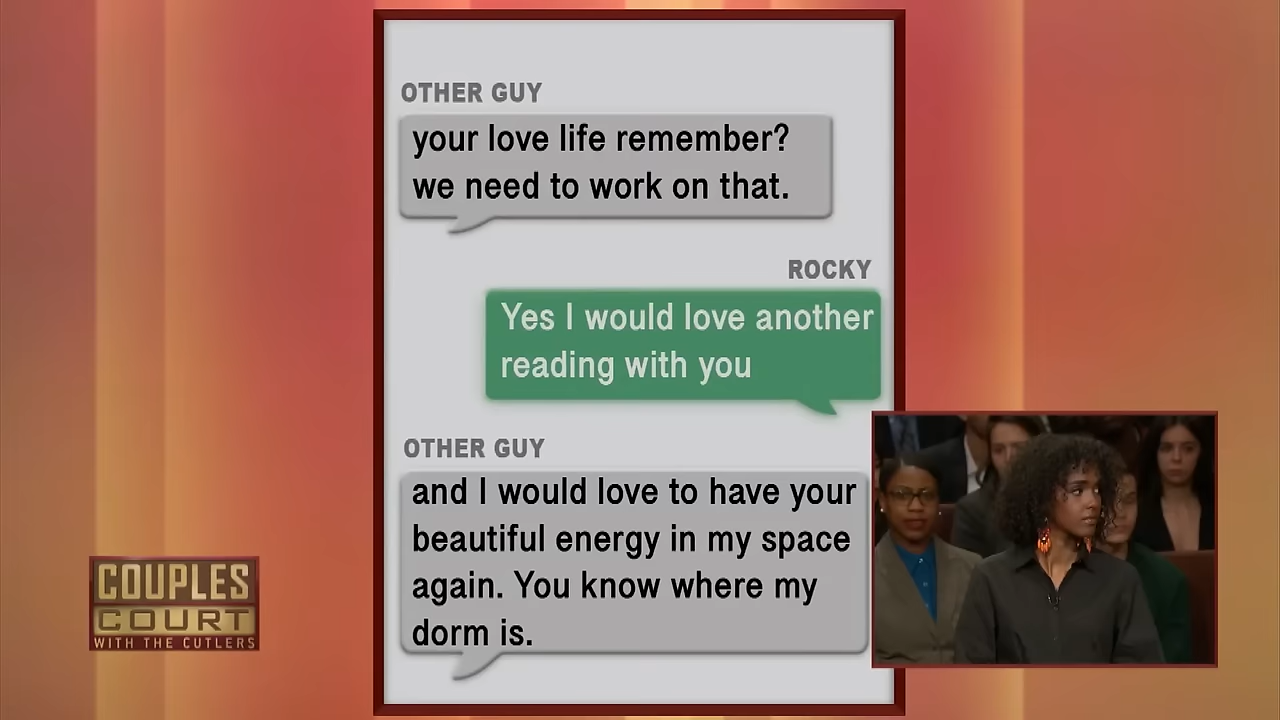 OTHER GUY
your love life remember?
we need to work on that.
ROCKY
Yes I would love another
reading with you
OTHER GUY
and I would love to have your
beautiful energy in my space
again. You know where my
dorm is.
COUPLES
COURT
WITH THE CUTLERS